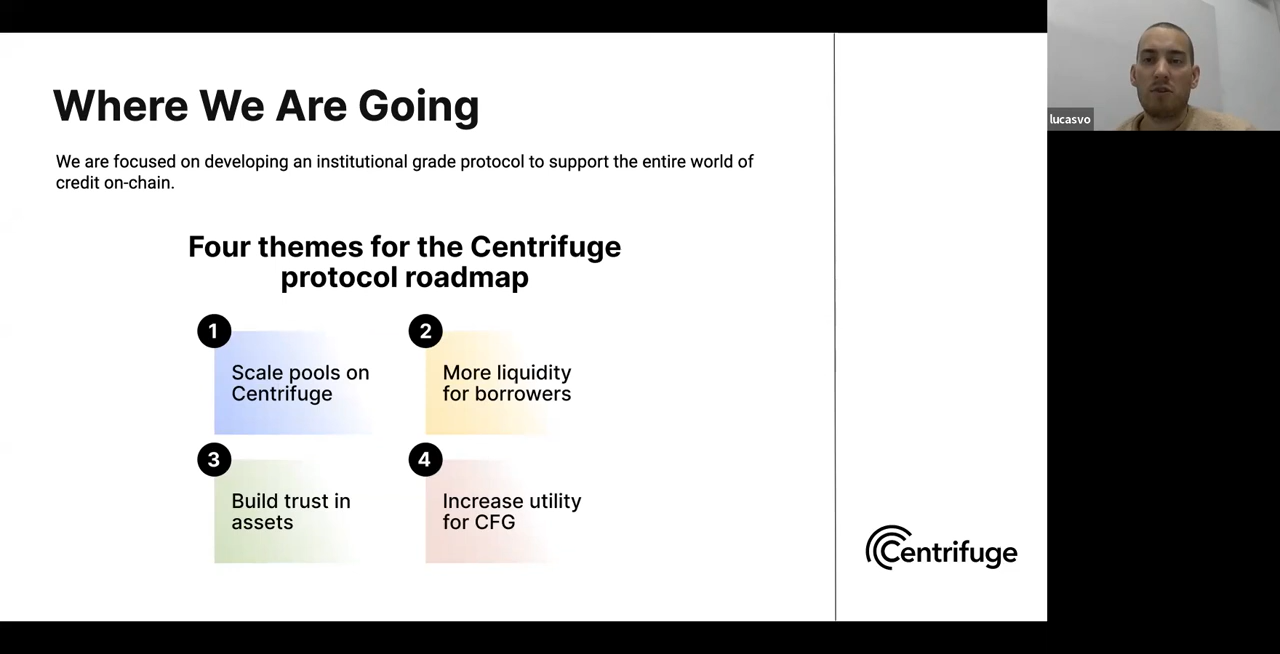 Where We Are Going
We are focused on developing an institutional grade protocol to support the entire world of
credit on-chain.
Four themes for the Centrifuge
protocol roadmap
1
Scale pools on
Centrifuge
2
More liquidity
for borrowers
3
Build trust in
assets
4
Increase utility
for CFG
Centrifuge
lucasvo